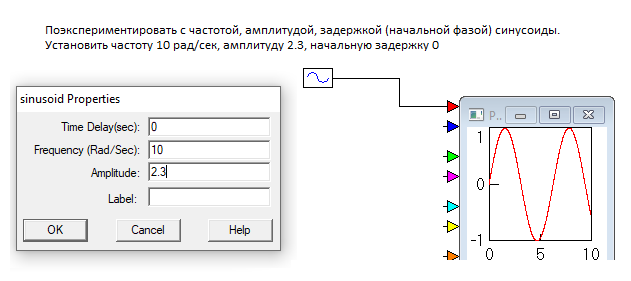 Поэкспериментировать с частотой, амплитудой, задержкой (начальной фазой) синусоиды.
Установить частоту 10 рад/сек, амплитуду 2.3, начальную задержку 0
sinusoid Properties
Time Delay(sec): 0
Frequency (Rad/Sec): 10
Amplitude: 2.3
Label:
OK Cancel Help
P..
1
0
-1
0 5 10